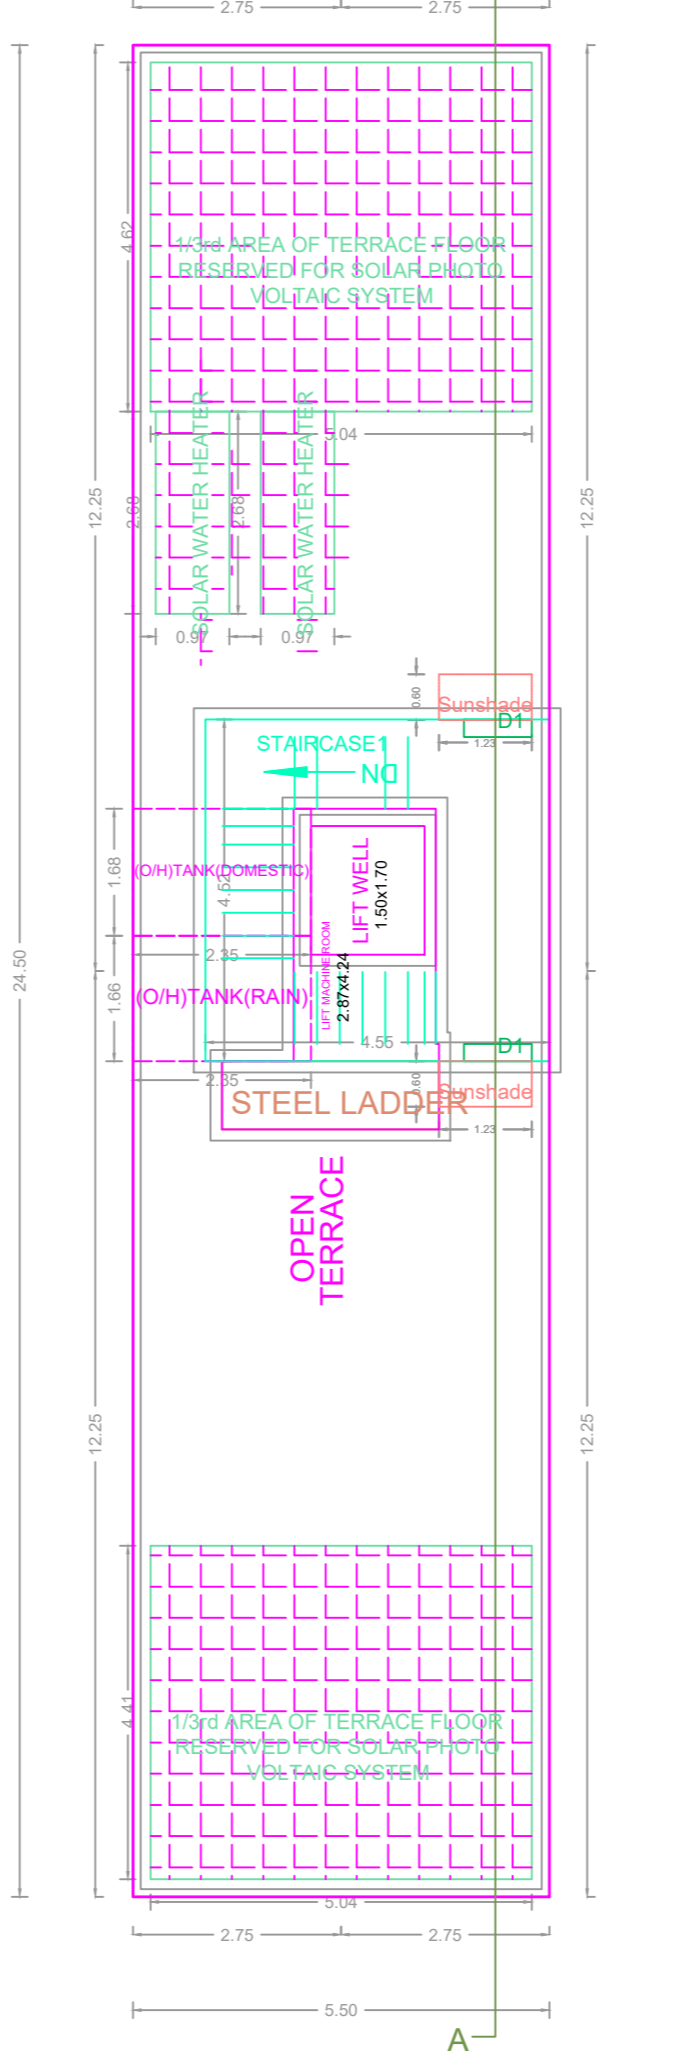 2.75
2.75
4.62
1/3rd AREA OF TERRACE FLOOR
RESERVED FOR SOLAR PHOTO
VOLTAIC SYSTEM
5.04
SOLAR WATER HEATER
SOLAR WATER HEATER
12.25
2.68
2.68
12.25
0.97
0.97
0.60
Sunshade
D1
1.23
STAIRCASE1
DN
1.68
(O/H)TANK(DOMESTIC)
4.52
LIFT WELL
1.50x1.70
2.35
LIFT MACHINE ROOM
2.87x4.24
24.50
1.66
(O/H)TANK(RAIN)
4.55
D1
2.35
0.60
Sunshade
STEEL LADDER
1.23
OPEN
TERRACE
12.25
12.25
4.41
1/3rd AREA OF TERRACE FLOOR
RESERVED FOR SOLAR PHOTO
VOLTAIC SYSTEM
5.04
2.75
2.75
5.50
A